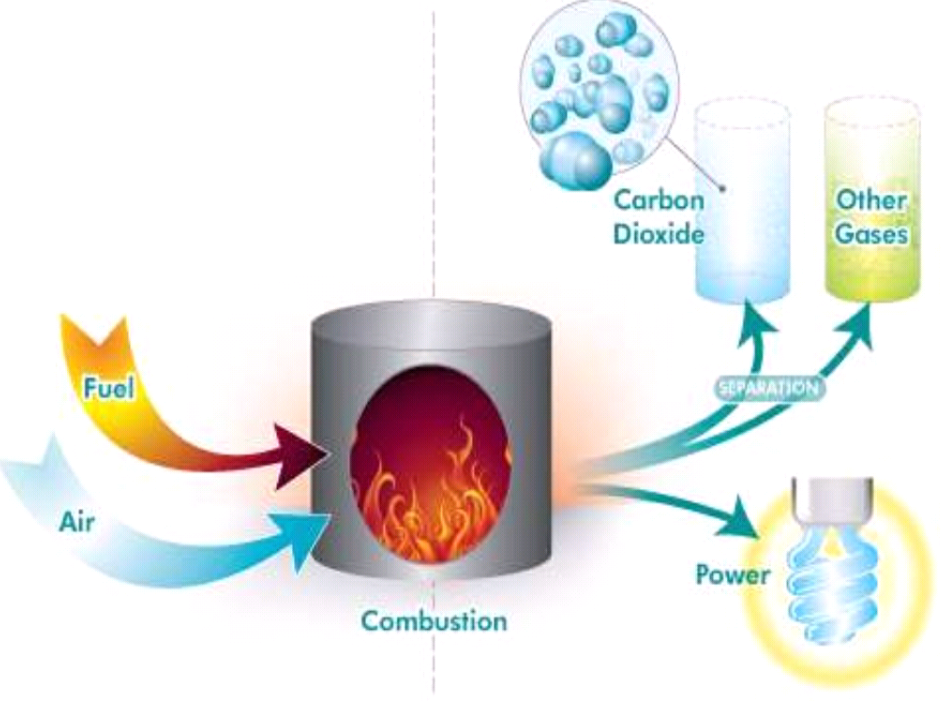 Carbon
Dioxide
Other
Gases
Fuel
SEPARATION
Air
Power
Combustion